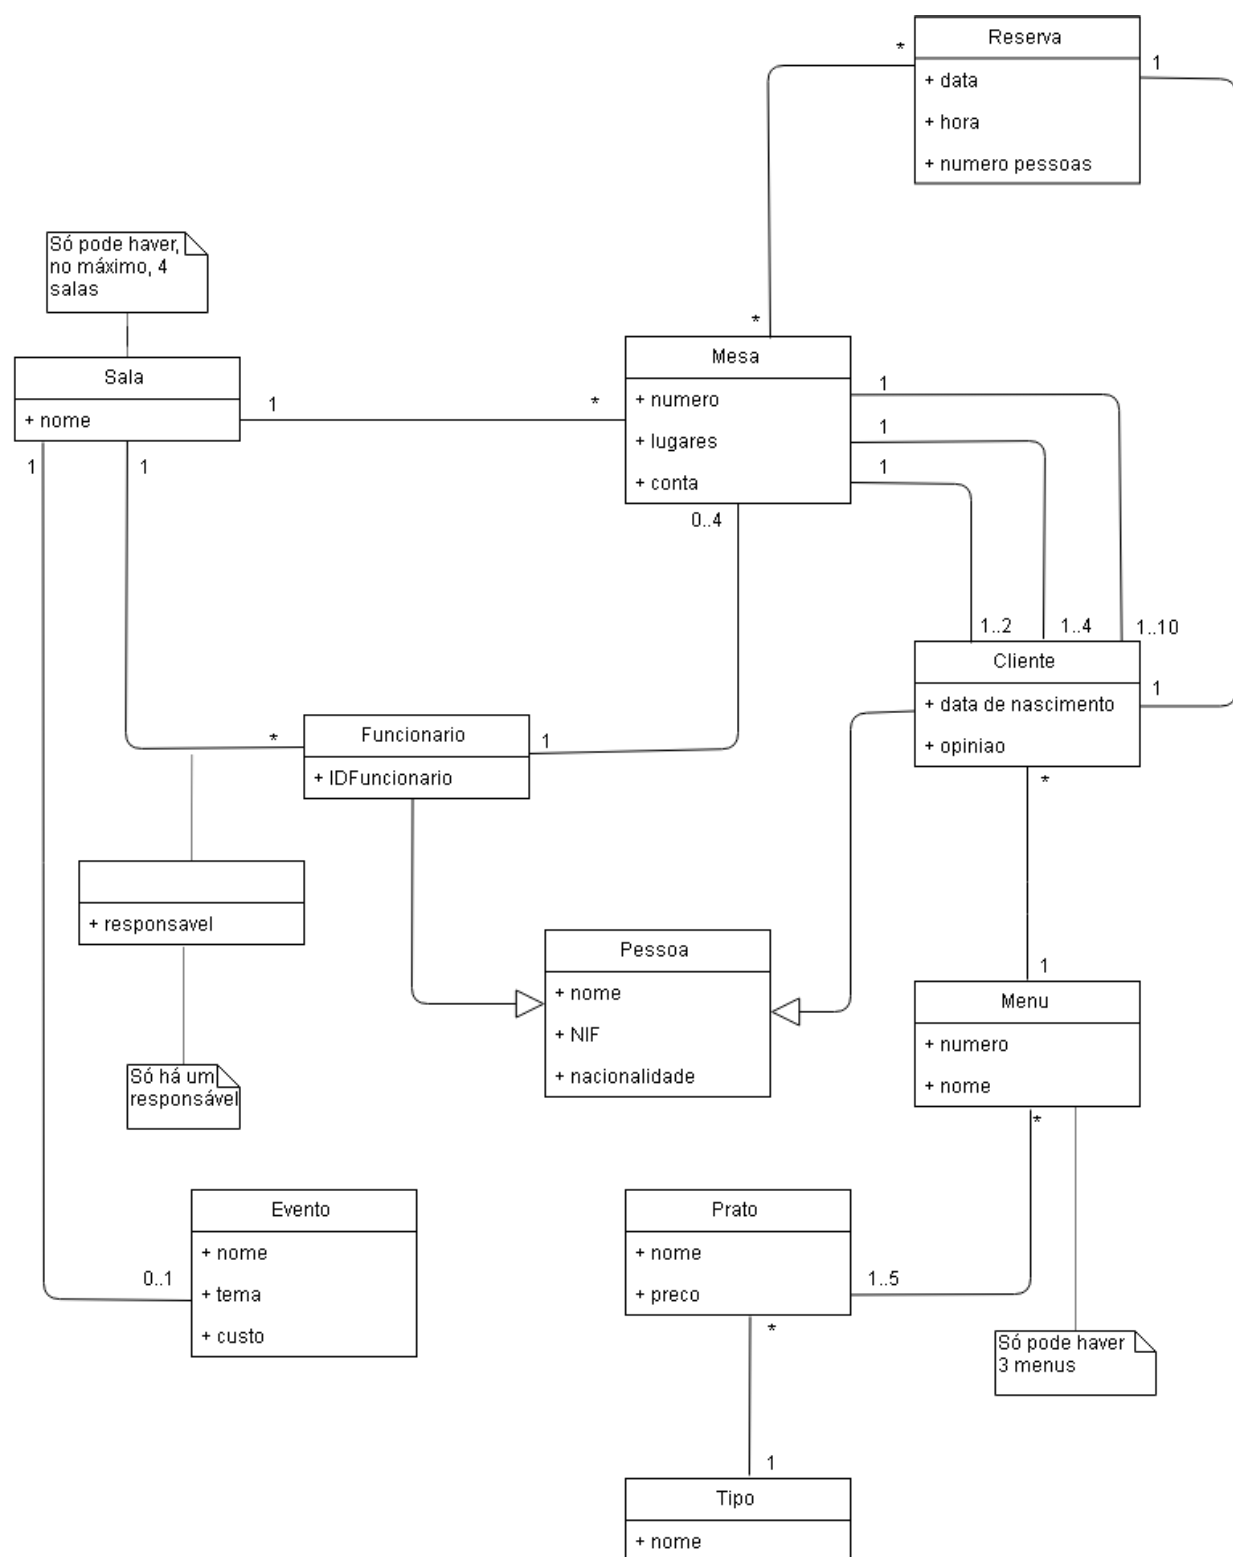 Reserva
* 1
+ data
+ hora
+ numero pessoas
Só pode haver,
no máximo, 4
salas
*
Mesa
Sala
1 * + numero 1
+ nome
+ lugares 1
1 1 + conta 1
0..4
1..2 1..4 1..10
Cliente
1
+ data de nascimento
+ opiniao
*
Funcionario
* 1
+ IDFuncionario
+ responsavel
Pessoa
+ nome
+ NIF
+ nacionalidade
1
Menu
+ numero
+ nome
*
Só há um
responsável
Evento
+ nome
+ tema
+ custo
0..1
Prato
+ nome
+ preco
1..5
*
Só pode haver
3 menus
1
Tipo
+ nome